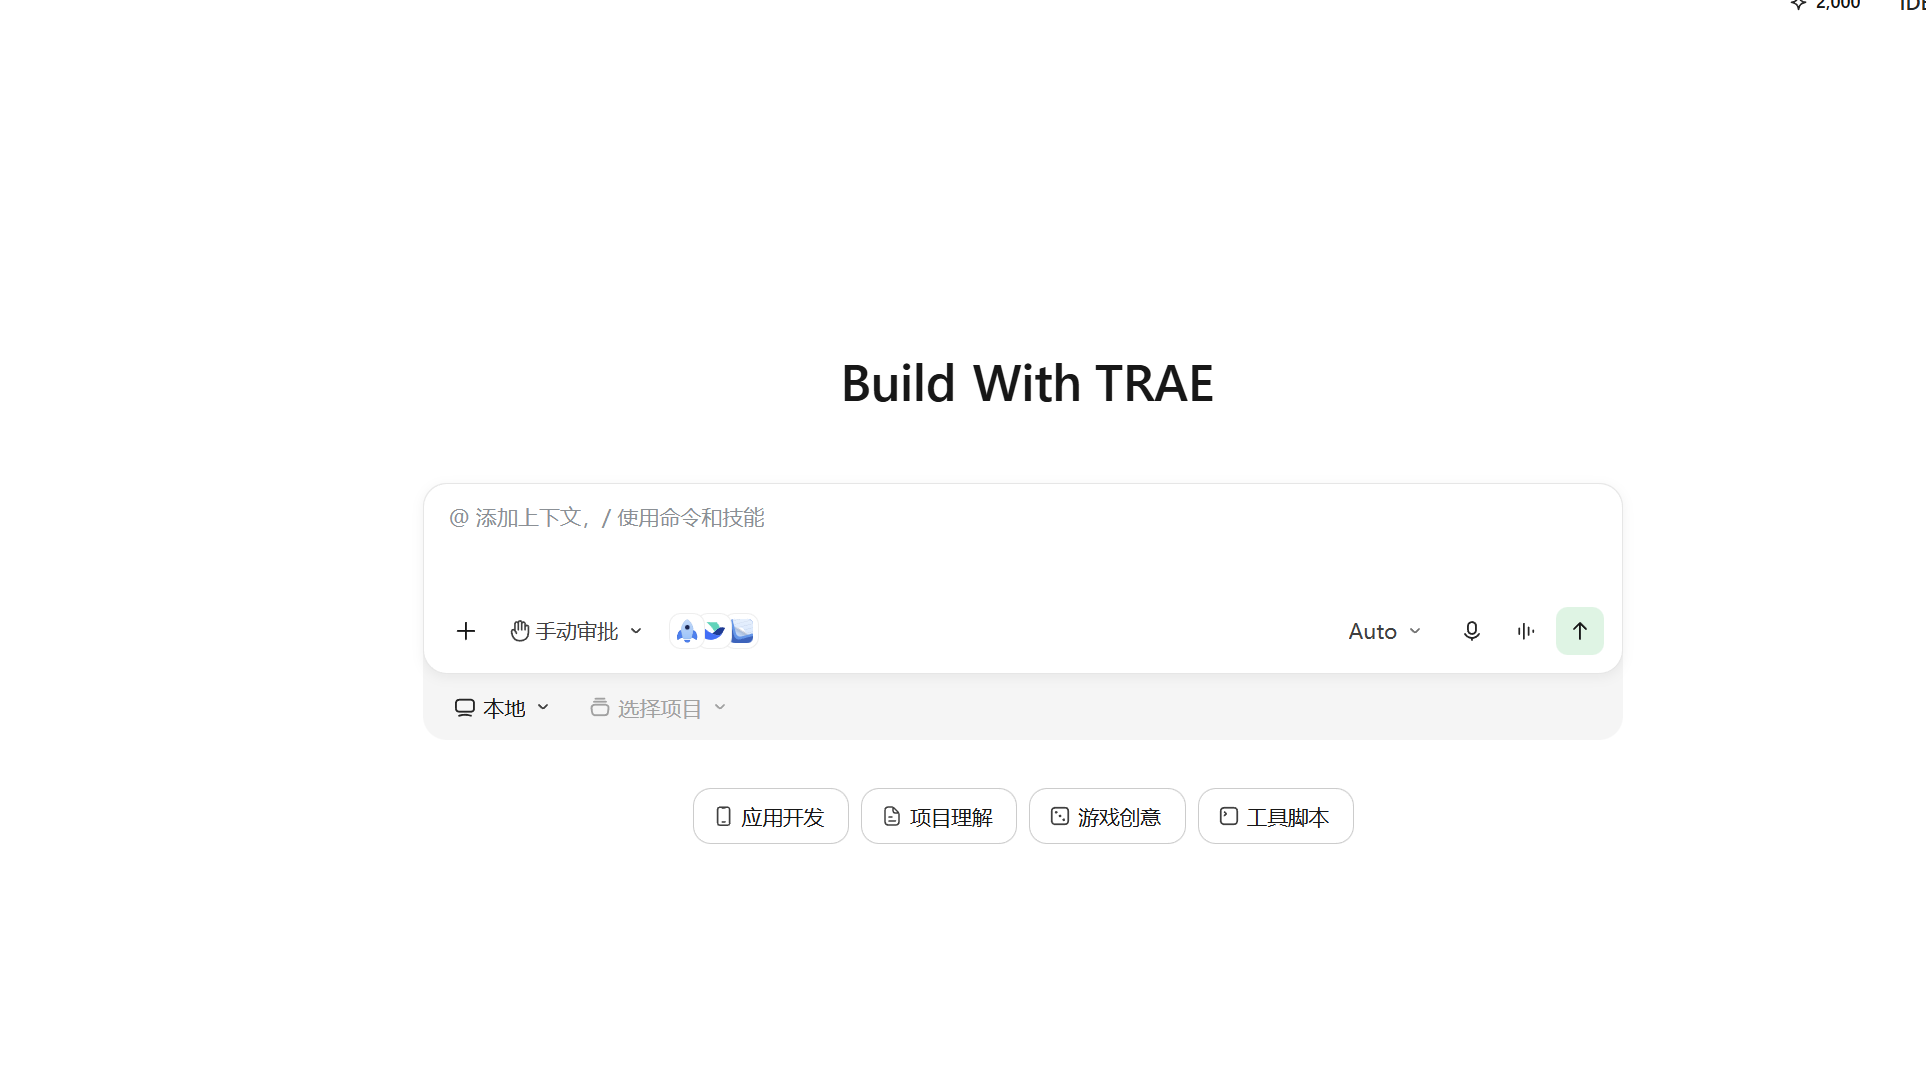 2,000
Build With TRAE
@ 添加上下文，/ 使用命令和技能
手动审批
Auto
本地
选择项目
应用开发
项目理解
游戏创意
工具脚本